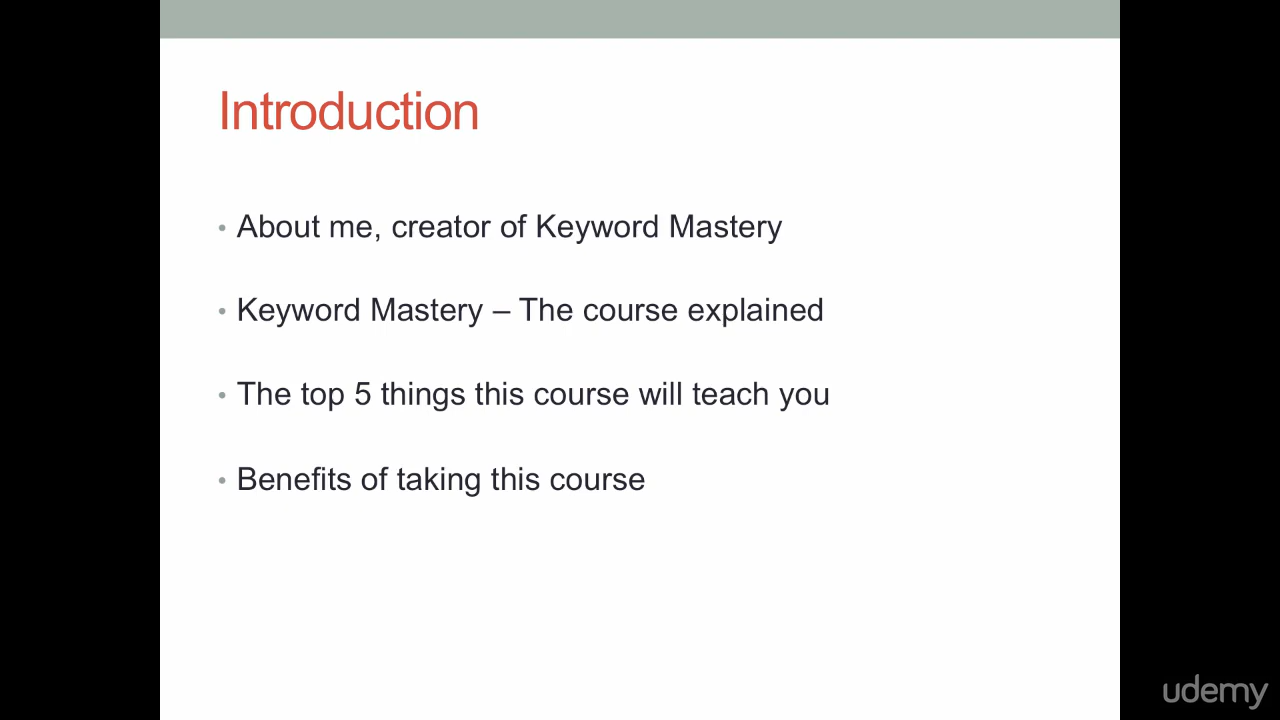 Introduction
• About me, creator of Keyword Mastery
• Keyword Mastery – The course explained
• The top 5 things this course will teach you
• Benefits of taking this course
udemy